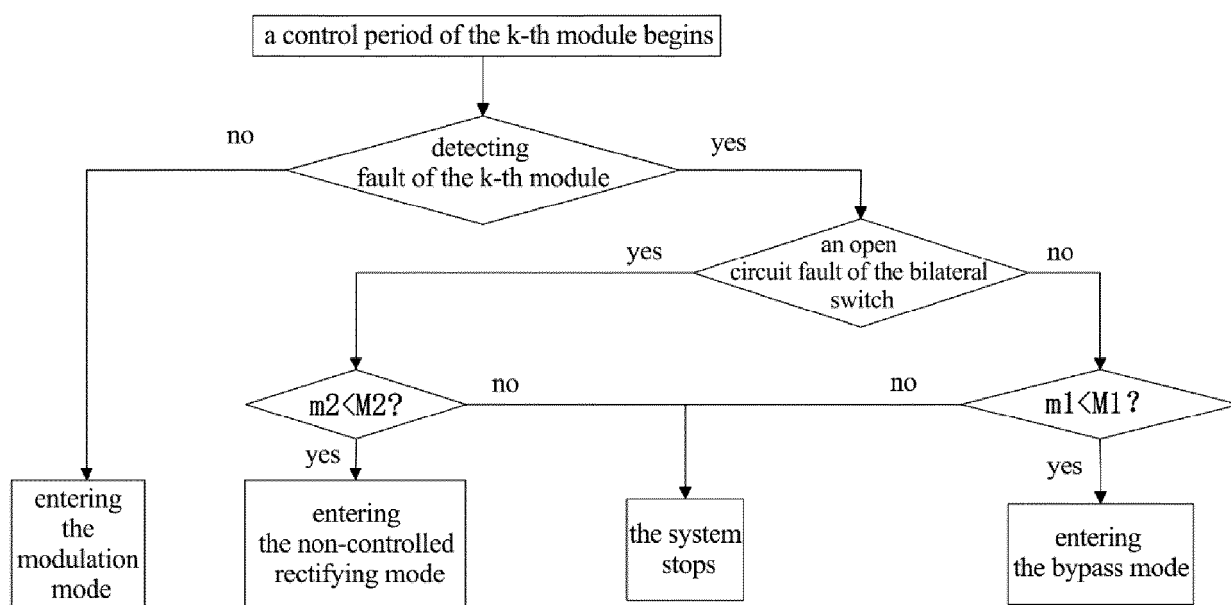 a control period of the k-th module begins
no
detecting
fault of the k-th module
yes
yes
an open
circuit fault of the bilateral
switch
no
m2<M2?
no
no
m1<M1?
yes
yes
entering
the
modulation
mode
entering
the non-controlled
rectifying mode
the system
stops
entering
the bypass mode